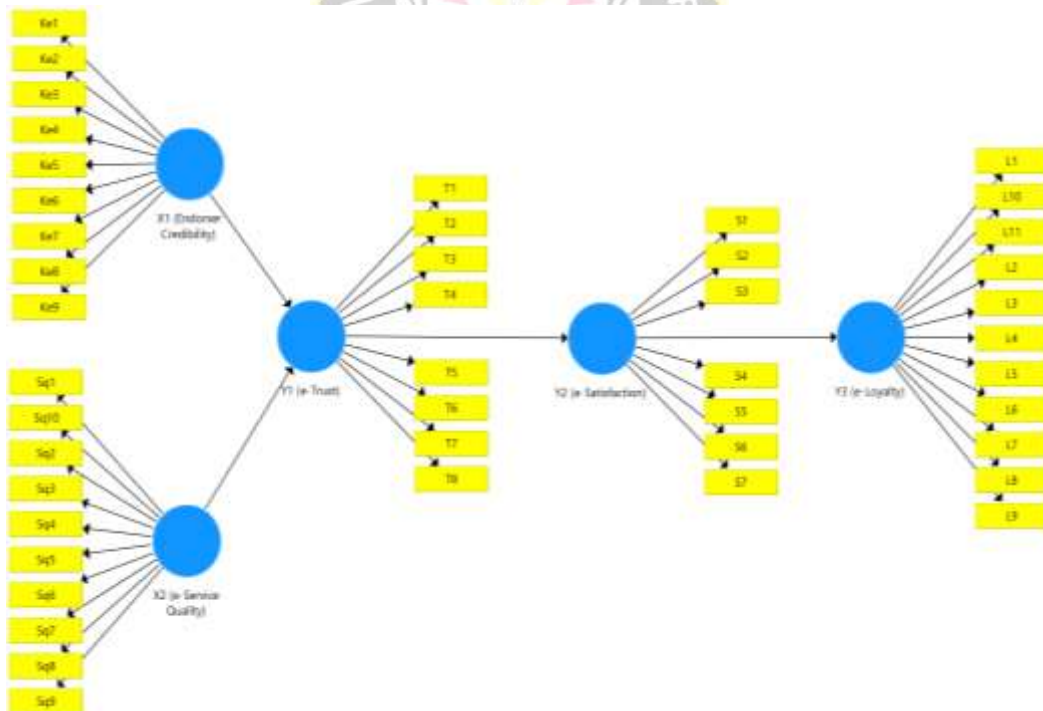 Ke1
Ke2
Ke3
Ke4
Ke5
Ke6
Ke7
Ke8
Ke9
X1 (Endorser
Credibility)
Sq1
Sq10
Sq2
Sq3
Sq4
Sq5
Sq6
Sq7
Sq8
Sq9
X2 (e-Service
Quality)
T1
T2
T3
T4
Y1 (e-Trust)
T5
T6
T7
T8
S1
S2
S3
Y2 (e-Satisfaction)
S4
S5
S6
S7
L1
L10
L11
L2
L3
L4
L5
L6
L7
L8
L9
Y3 (e-Loyalty)